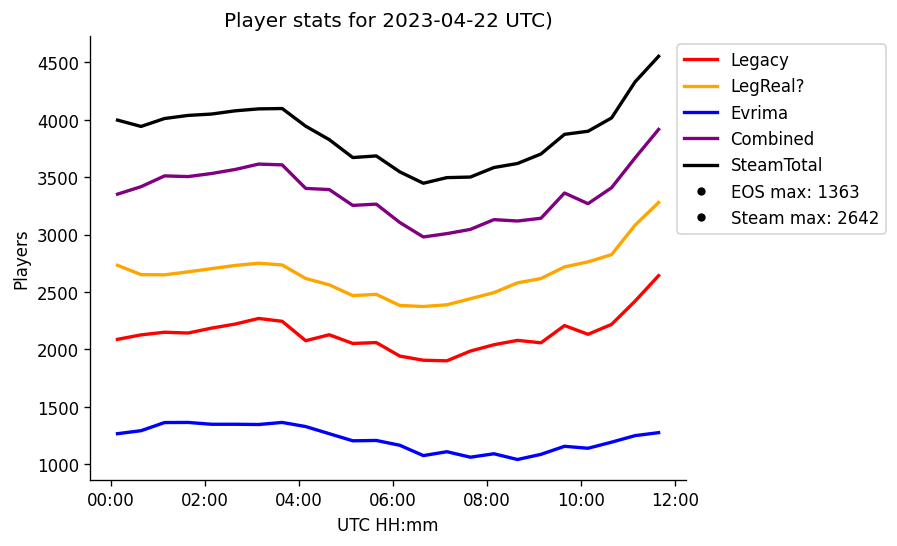 Player stats for 2023-04-22 UTC)
Legacy
LegReal?
Evrima
Combined
SteamTotal
EOS max: 1363
Steam max: 2642
Players
4500
4000
3500
3000
2500
2000
1500
1000
00:00 02:00 04:00 06:00 08:00 10:00 12:00
UTC HH:mm